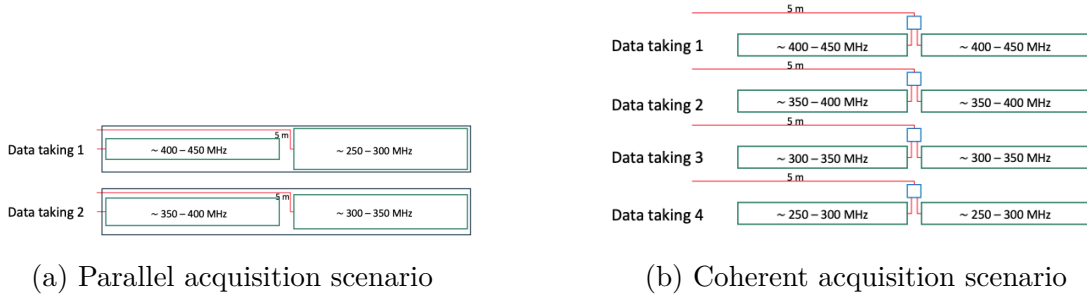 5 m
Data taking 1
~ 400 – 450 MHz
~ 250 – 300 MHz
5 m
Data taking 2
~ 350 – 400 MHz
~ 300 – 350 MHz
(a) Parallel acquisition scenario
5 m
Data taking 1
~ 400 – 450 MHz
~ 400 – 450 MHz
5 m
Data taking 2
~ 350 – 400 MHz
~ 350 – 400 MHz
5 m
Data taking 3
~ 300 – 350 MHz
~ 300 – 350 MHz
5 m
Data taking 4
~ 250 – 300 MHz
~ 250 – 300 MHz
(b) Coherent acquisition scenario